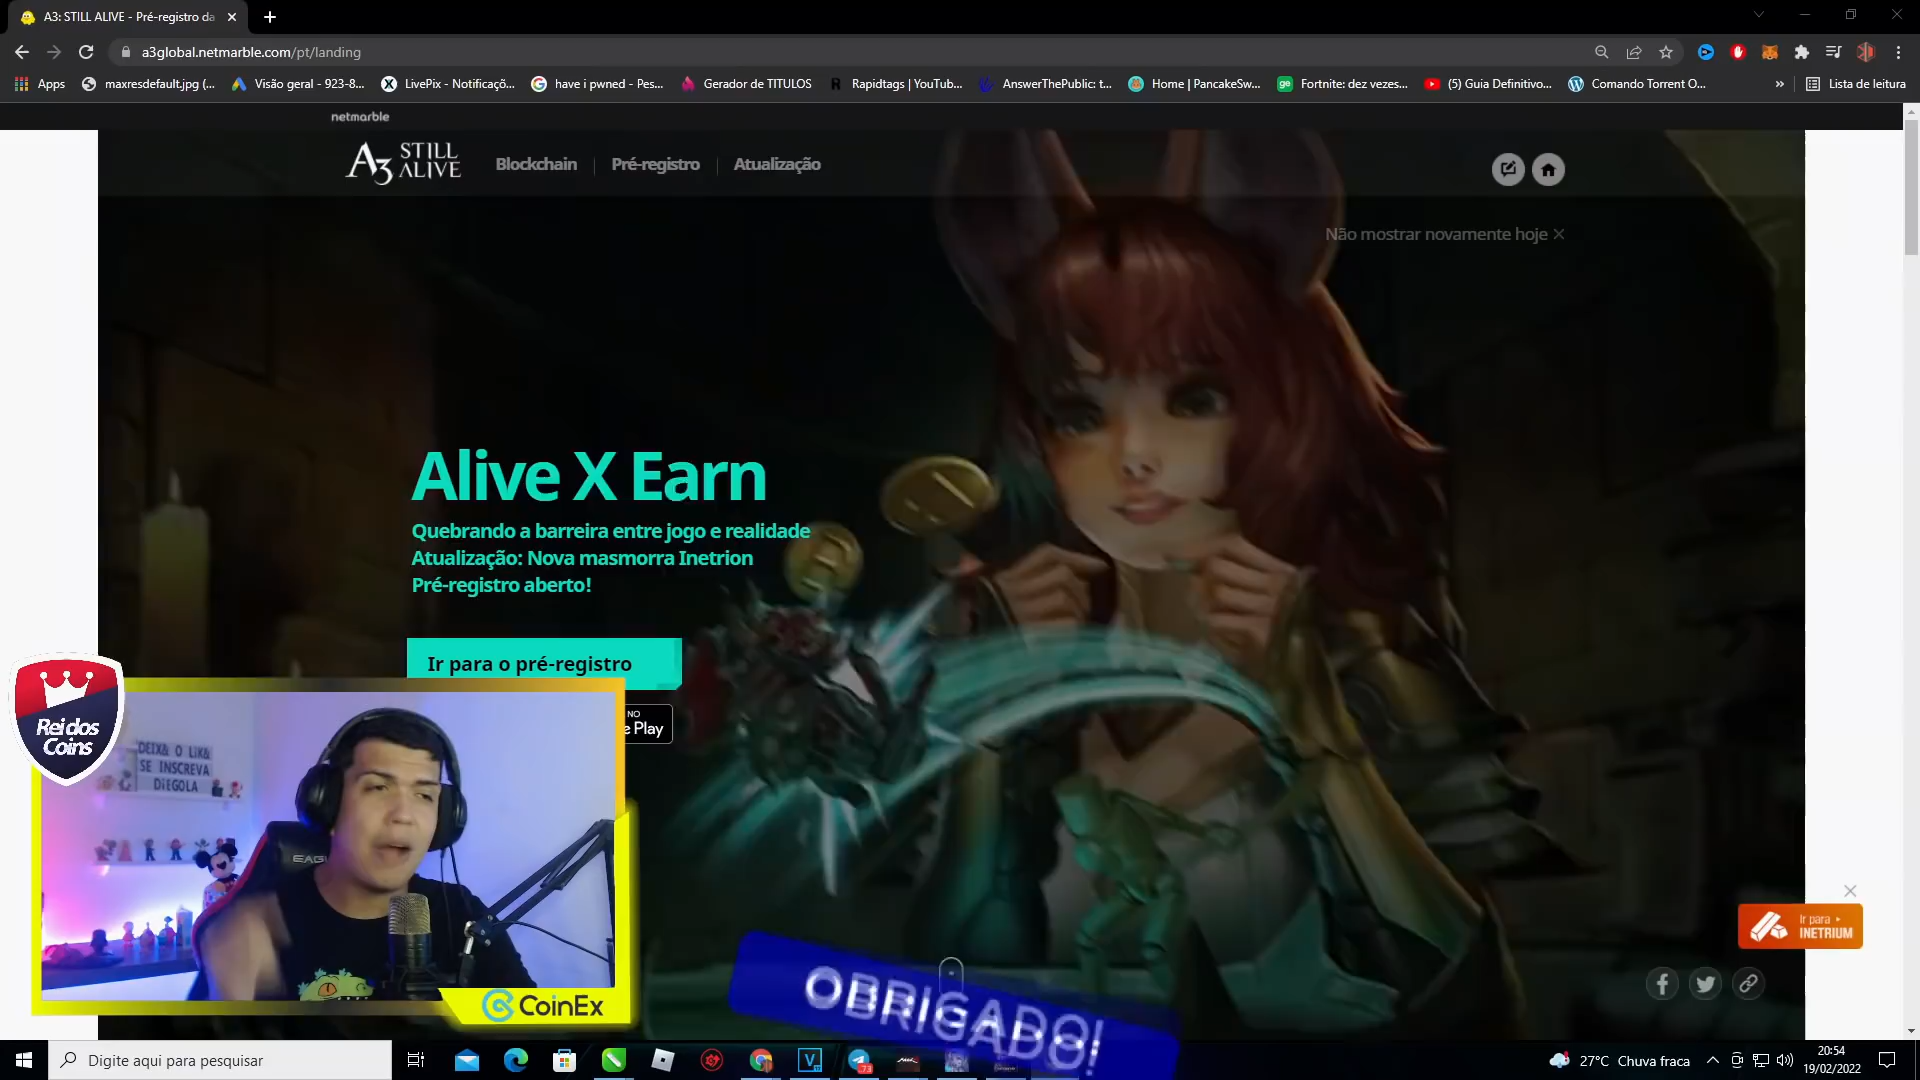 A3: STILL ALIVE - Pré-registro da
a3global.netmarble.com/pt/landing
Apps
maxresdefault.jpg (...
Visão geral - 923-8...
LivePix - Notificaçõ...
have i pwned - Pes...
Gerador de TITULOS
Rapidtags | YouTub...
AnswerThePublic: t...
Home | PancakeSw...
Fortnite: dez vezes...
(5) Guia Definitivo...
Comando Torrent O...
»
Lista de leitura
netmarble
A3 STILL ALIVE
Blockchain
Pré-registro
Atualização
Não mostrar novamente hoje
Alive X Earn
Quebrando a barreira entre jogo e realidade
Atualização: Nova masmorra Inetrion
Pré-registro aberto!
Ir para o pré-registro
NO
e Play
Rei dos
Coins
DEIXA O LIKE
SE INSCREVA
DIEGOLA
EAG
CoinEx
Ir para
INETRIUM
OBRIGADO!
Digite aqui para pesquisar
73
27°C Chuva fraca
20:54
19/02/2022